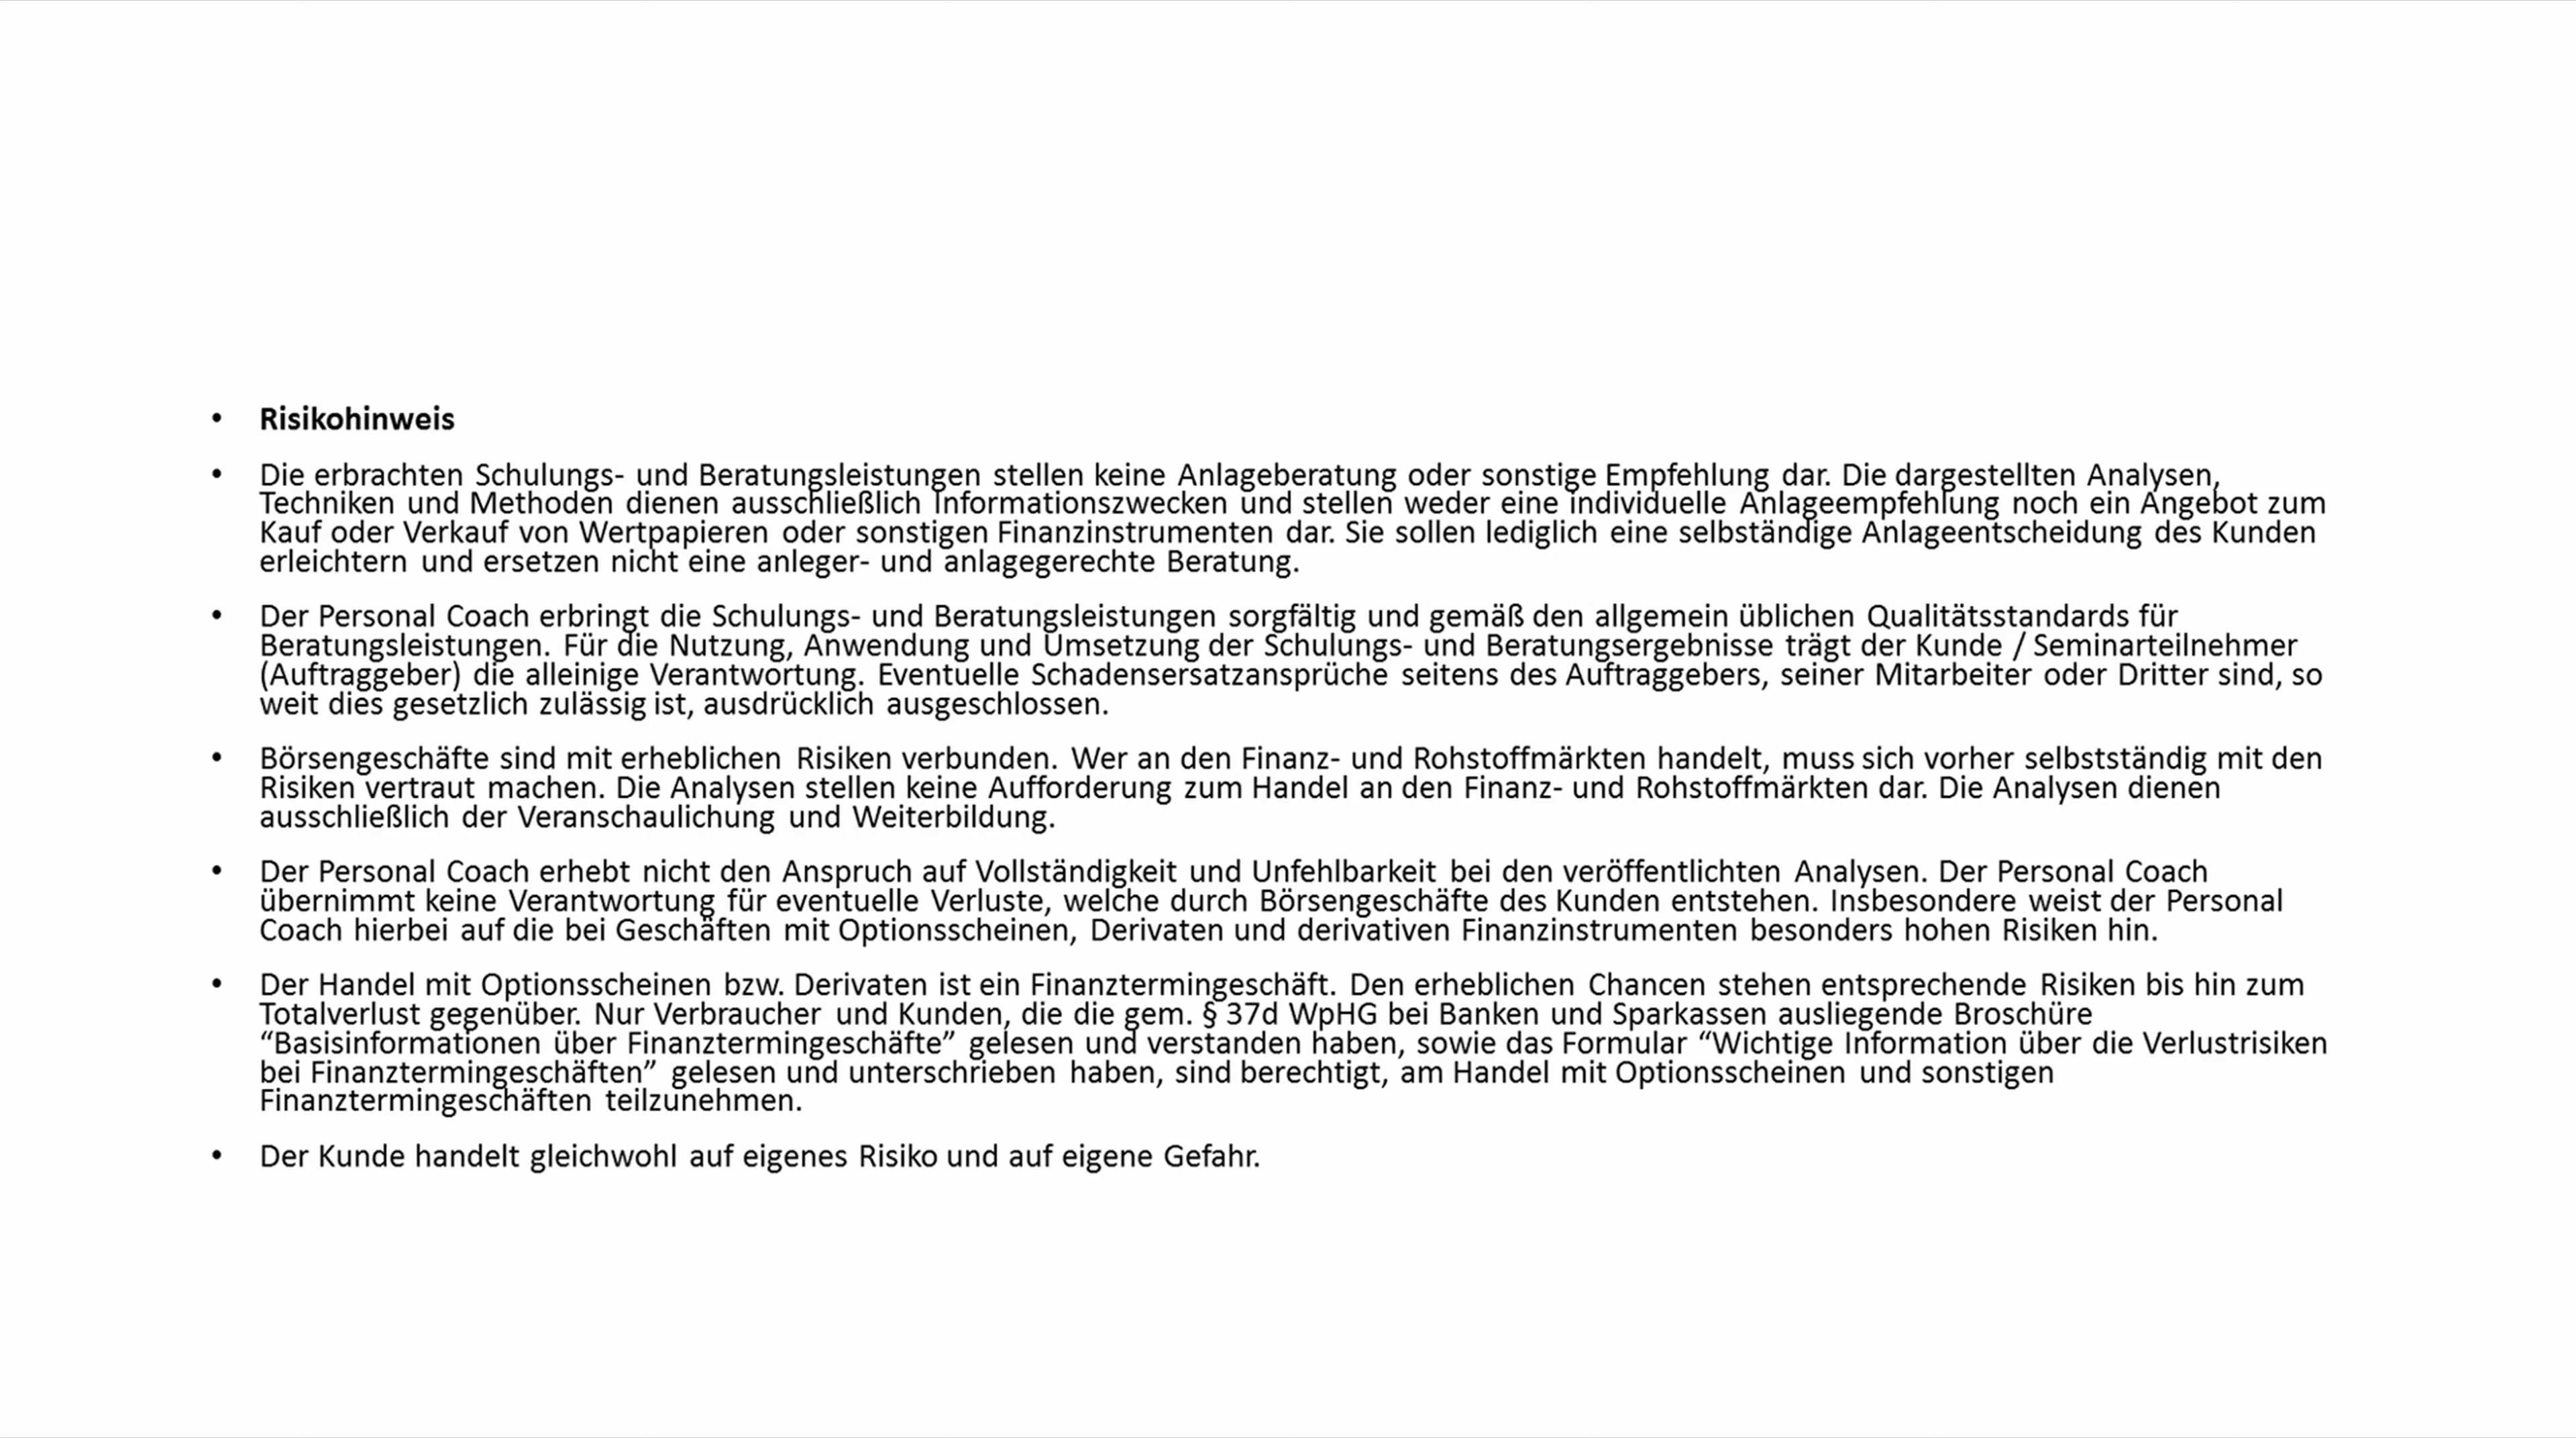 • Risikohinweis
• Die erbrachten Schulungs- und Beratungsleistungen stellen keine Anlageberatung oder sonstige Empfehlung dar. Die dargestellten Analysen,
Techniken und Methoden dienen ausschließlich Informationszwecken und stellen weder eine individuelle Anlageempfehlung noch ein Angebot zum
Kauf oder Verkauf von Wertpapieren oder sonstigen Finanzinstrumenten dar. Sie sollen lediglich eine selbständige Anlageentscheidung des Kunden
erleichtern und ersetzen nicht eine anleger- und anlagegerechte Beratung.
• Der Personal Coach erbringt die Schulungs- und Beratungsleistungen sorgfältig und gemäß den allgemein üblichen Qualitätsstandards für
Beratungsleistungen. Für die Nutzung, Anwendung und Umsetzung der Schulungs- und Beratungsergebnisse trägt der Kunde / Seminarteilnehmer
(Auftraggeber) die alleinige Verantwortung. Eventuelle Schadensersatzansprüche seitens des Auftraggebers, seiner Mitarbeiter oder Dritter sind, so
weit dies gesetzlich zulässig ist, ausdrücklich ausgeschlossen.
• Börsengeschäfte sind mit erheblichen Risiken verbunden. Wer an den Finanz- und Rohstoffmärkten handelt, muss sich vorher selbstständig mit den
Risiken vertraut machen. Die Analysen stellen keine Aufforderung zum Handel an den Finanz- und Rohstoffmärkten dar. Die Analysen dienen
ausschließlich der Veranschaulichung und Weiterbildung.
• Der Personal Coach erhebt nicht den Anspruch auf Vollständigkeit und Unfehlbarkeit bei den veröffentlichten Analysen. Der Personal Coach
übernimmt keine Verantwortung für eventuelle Verluste, welche durch Börsengeschäfte des Kunden entstehen. Insbesondere weist der Personal
Coach hierbei auf die bei Geschäften mit Optionsscheinen, Derivaten und derivativen Finanzinstrumenten besonders hohen Risiken hin.
• Der Handel mit Optionsscheinen bzw. Derivaten ist ein Finanztermingeschäft. Den erheblichen Chancen stehen entsprechende Risiken bis hin zum
Totalverlust gegenüber. Nur Verbraucher und Kunden, die die gem. § 37d WpHG bei Banken und Sparkassen ausliegende Broschüre
“Basisinformationen über Finanztermingeschäfte” gelesen und verstanden haben, sowie das Formular “Wichtige Information über die Verlustrisiken
bei Finanztermingeschäften” gelesen und unterschrieben haben, sind berechtigt, am Handel mit Optionsscheinen und sonstigen
Finanztermingeschäften teilzunehmen.
• Der Kunde handelt gleichwohl auf eigenes Risiko und auf eigene Gefahr.